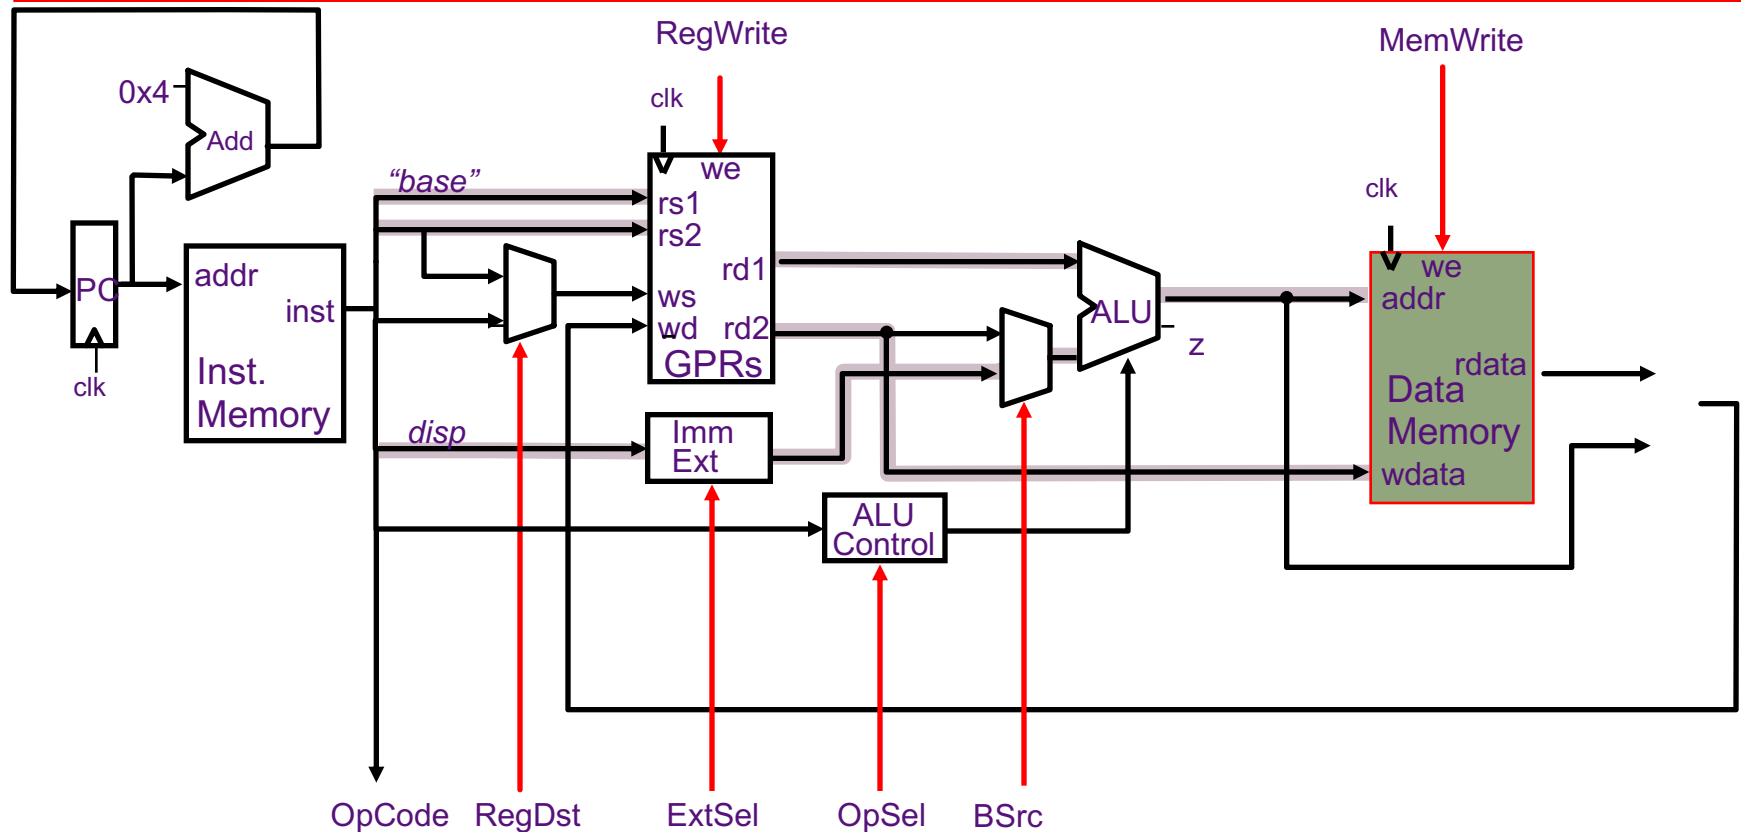 RegWrite
MemWrite
0x4
clk
Add
we
"base"
clk
rs1
rs2
rd1
we
addr
addr
PC
ws
inst
ALU
wd
rd2
z
GPRs
rdata
clk
Inst.
Data
Memory
Memory
disp
Imm
Ext
wdata
ALU
Control
OpCode
RegDst
ExtSel
OpSel
BSrc